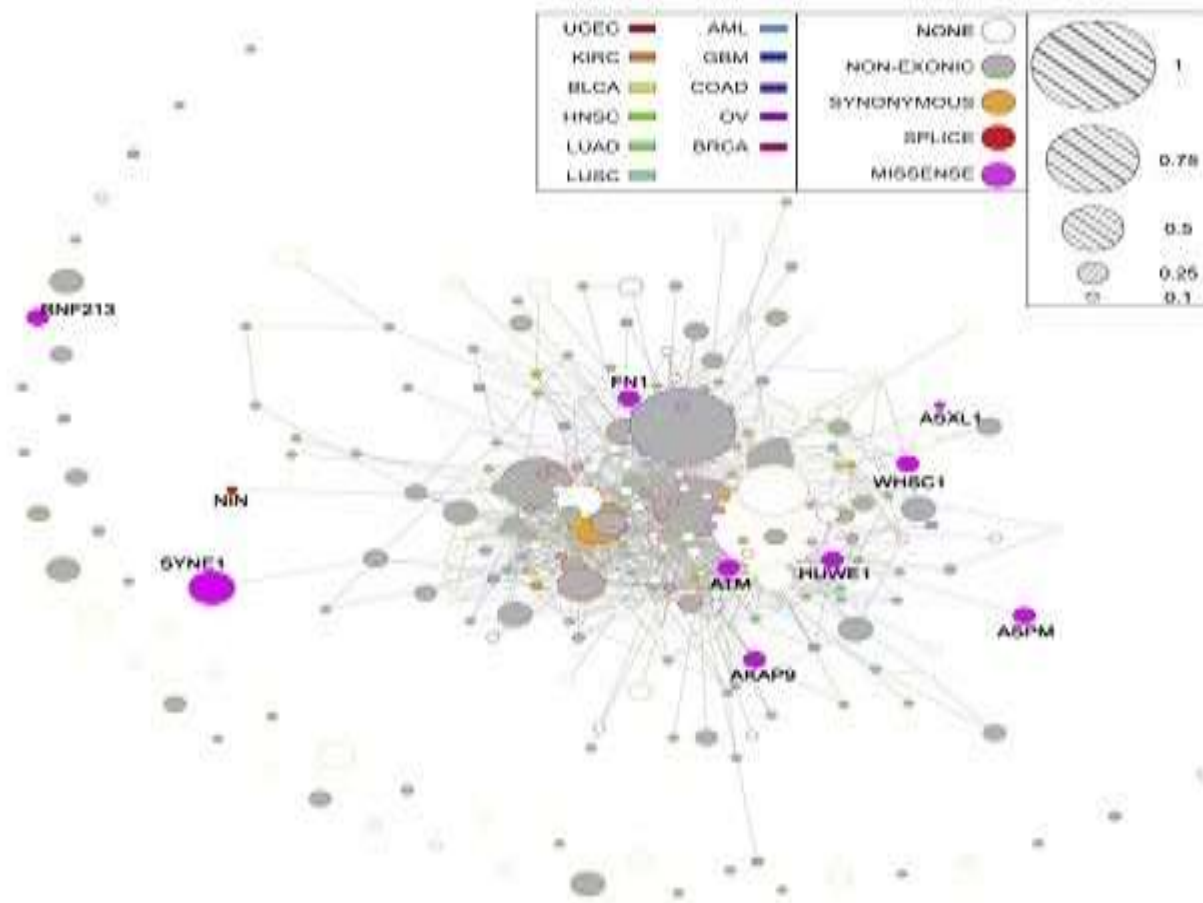 UCEC
KIRC
BLCA
HNSC
LUAD
LUSC
AML
GBM
COAD
OV
BRCA
NONE
NON-EXONIC
SYNONYMOUS
SPLICE
MISSENSE
1
0.75
0.5
0.25
0.1
RNF213
FN1
ASXL1
WHSC1
NIN
SYNE1
ATM
HUWE1
ASPM
AKAP9